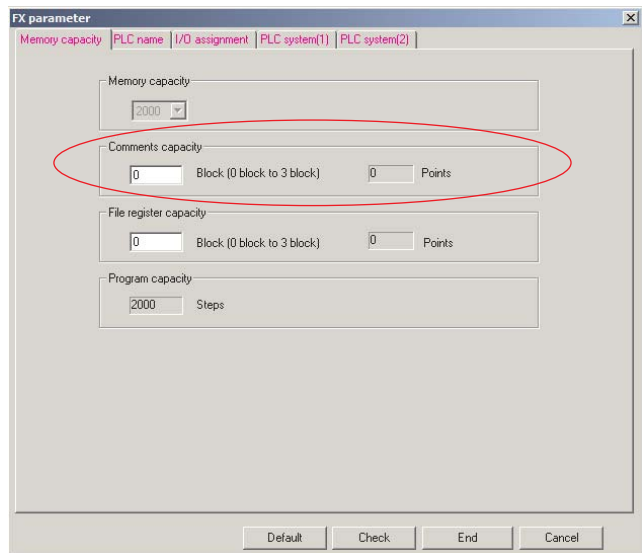 FX parameter
Memory capacity PLC name I/O assignment PLC system(1) PLC system(2)
Memory capacity
2000
Comments capacity
0 Block (0 block to 3 block) 0 Points
File register capacity
0 Block (0 block to 3 block) 0 Points
Program capacity
2000 Steps
Default Check End Cancel